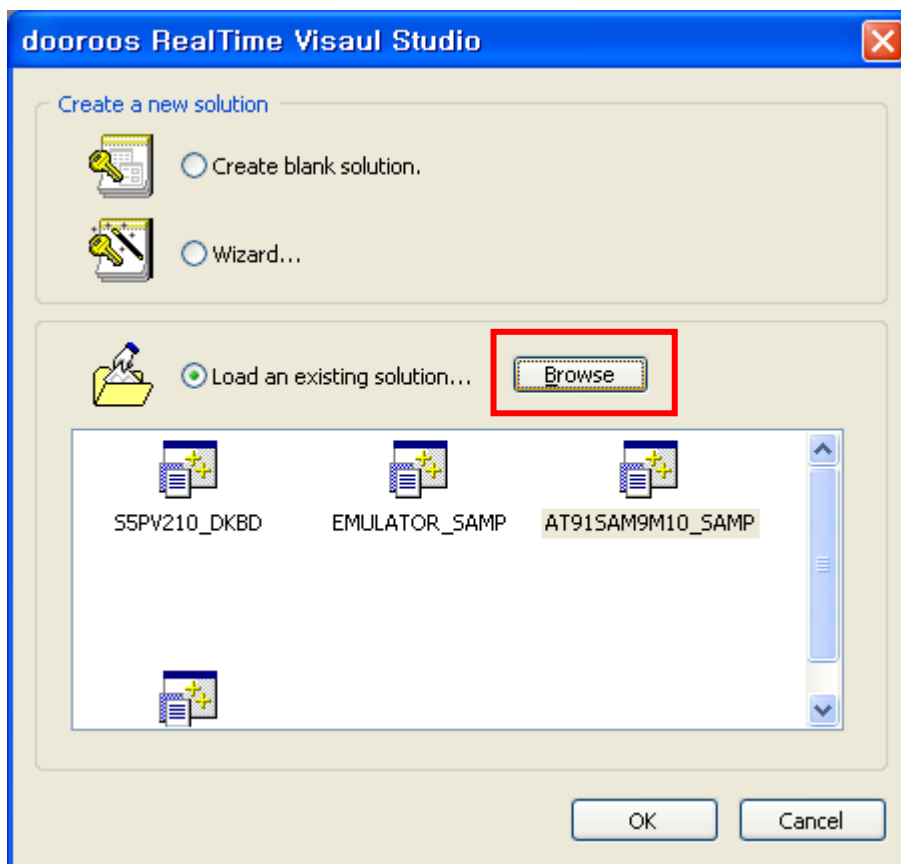 dooroos RealTime Visaul Studio
Create a new solution
Create blank solution.
Wizard...
Load an existing solution...
Browse
S5PV210_DKBD
EMULATOR_SAMP
AT91SAM9M10_SAMP
OK
Cancel